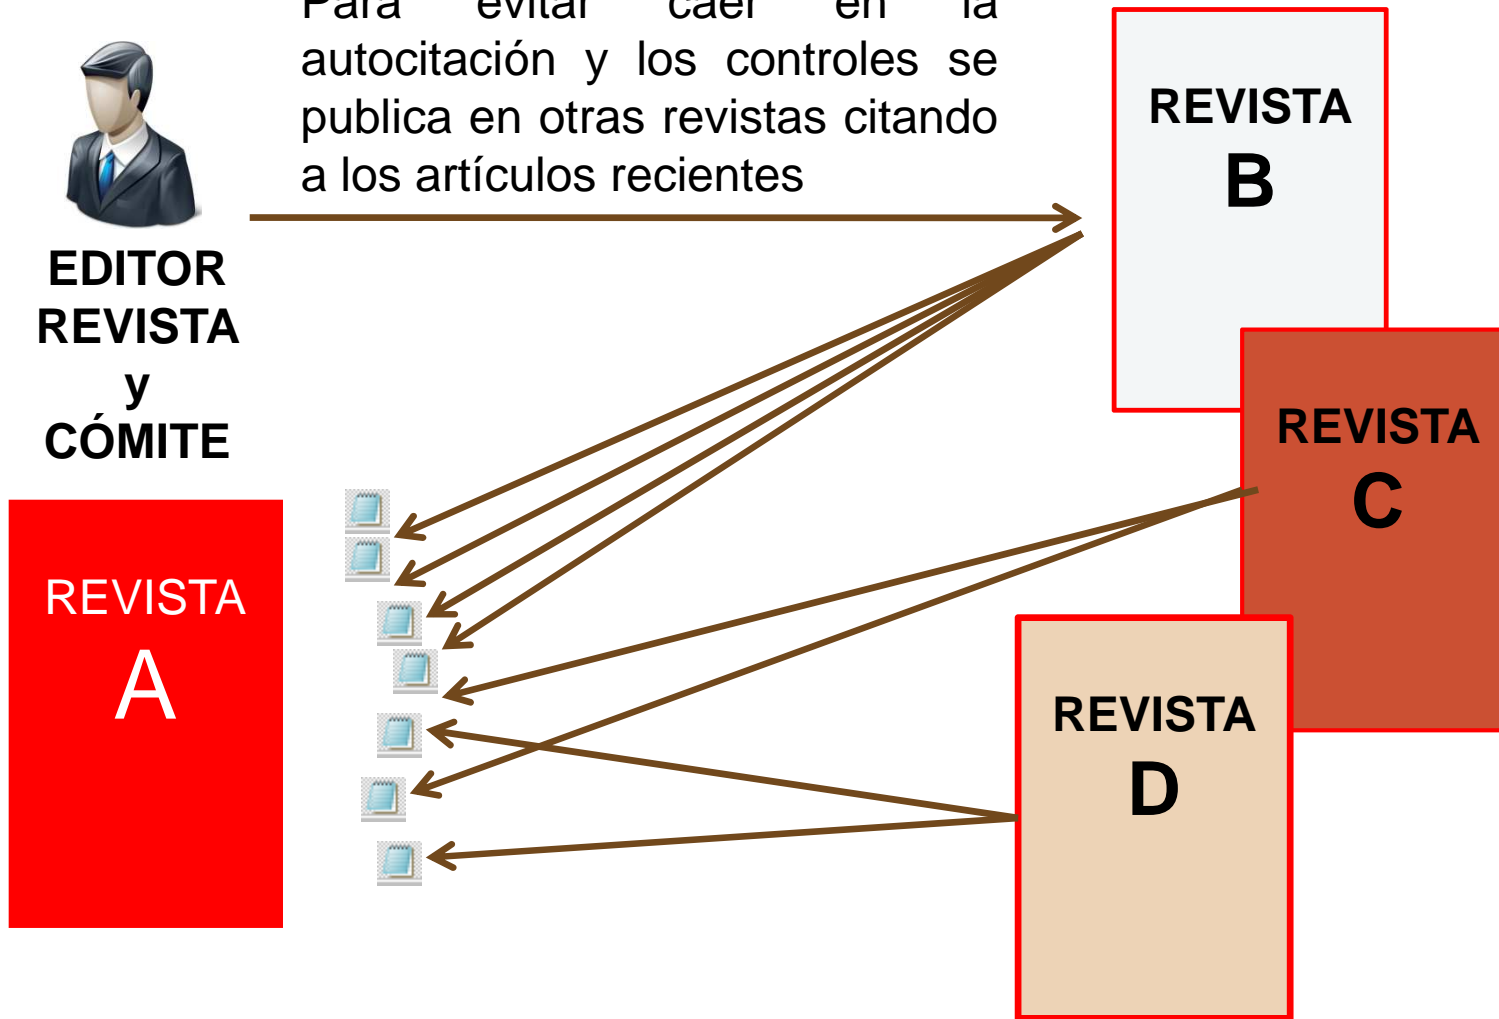 Para evitar caer en la
autocitación y los controles se
publica en otras revistas citando
a los artículos recientes
EDITOR
REVISTA
y
CÓMITE
REVISTA
A
REVISTA
B
REVISTA
C
REVISTA
D